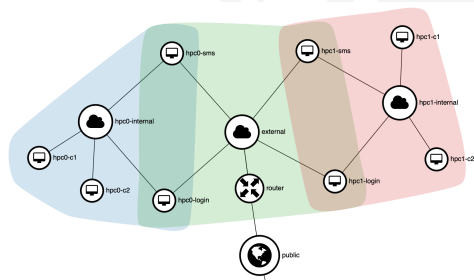 hpc1-c1
hpc0-sms
hpc1-sms
hpc1-internal
hpc0-internal
external
hpc0-c1
hpc1-c2
hpc1-login
hpc0-c2
router
hpc0-login
public